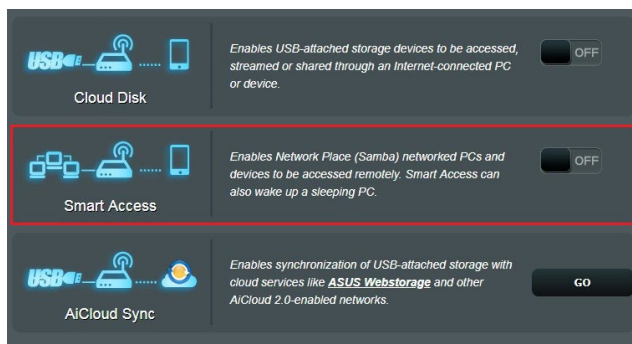 USB
Cloud Disk
Enables USB-attached storage devices to be accessed,
streamed or shared through an Internet-connected PC
or device.
OFF
Smart Access
Enables Network Place (Samba) networked PCs and
devices to be accessed remotely. Smart Access can
also wake up a sleeping PC.
OFF
USB
AiCloud Sync
Enables synchronization of USB-attached storage with
cloud services like ASUS Webstorage and other
AiCloud 2.0-enabled networks.
GO